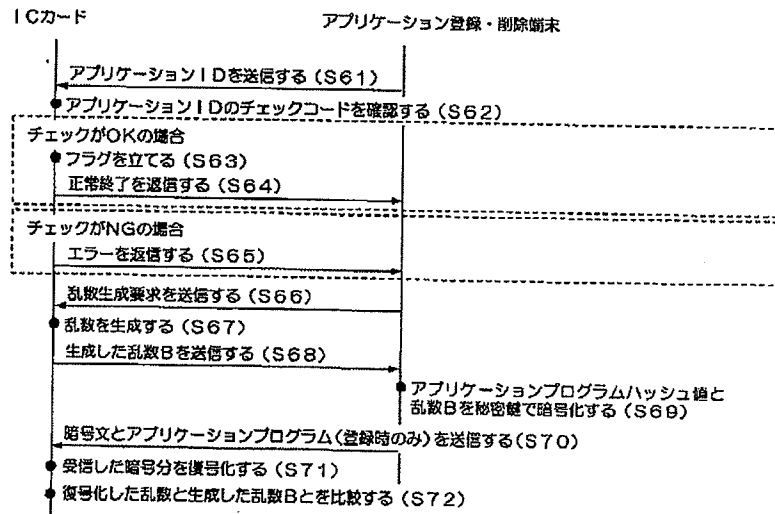 ICカード
アプリケーション登録・削除端末
アプリケーションIDを送信する（S61）
アプリケーションIDのチェックコードを確認する（S62）
チェックがOKの場合
フラグを立てる（S63）
正常終了を返信する（S64）
チェックがNGの場合
エラーを返信する（S65）
乱数生成要求を送信する（S66）
乱数を生成する（S67）
生成した乱数Bを送信する（S68）
アプリケーションプログラムハッシュ値と
乱数Bを秘密鍵で暗号化する（S69）
暗号文とアプリケーションプログラム（登録時のみ）を送信する（S70）
受信した暗号分を復号化する（S71）
復号化した乱数と生成した乱数Bとを比較する（S72）